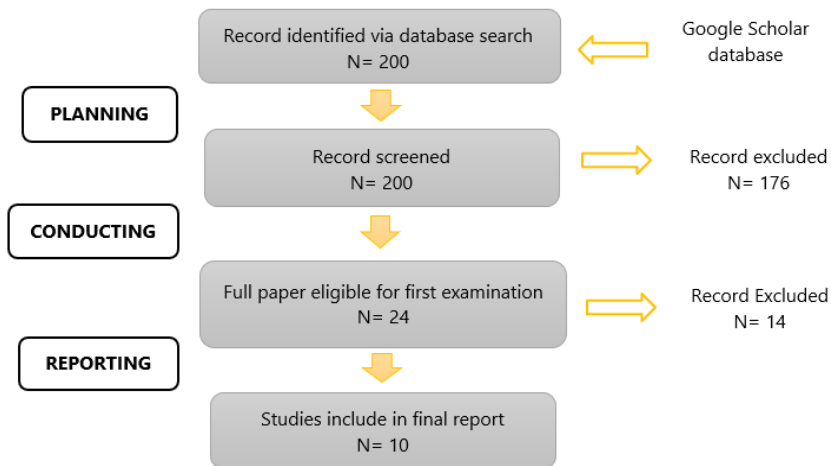 Record identified via database search
N= 200
Google Scholar
database
PLANNING
Record screened
N= 200
Record excluded
N= 176
CONDUCTING
Full paper eligible for first examination
N= 24
Record Excluded
N= 14
REPORTING
Studies include in final report
N= 10